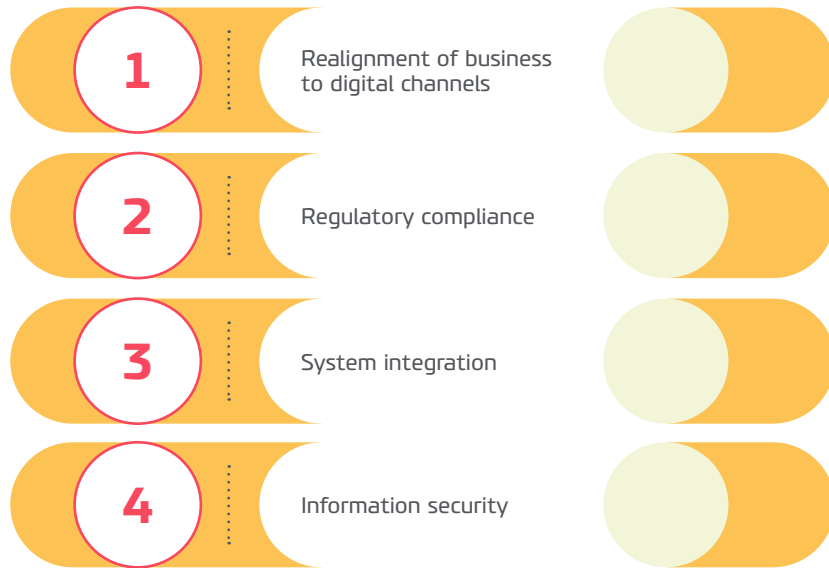 1
Realignment of business
to digital channels
2
Regulatory compliance
3
System integration
4
Information security